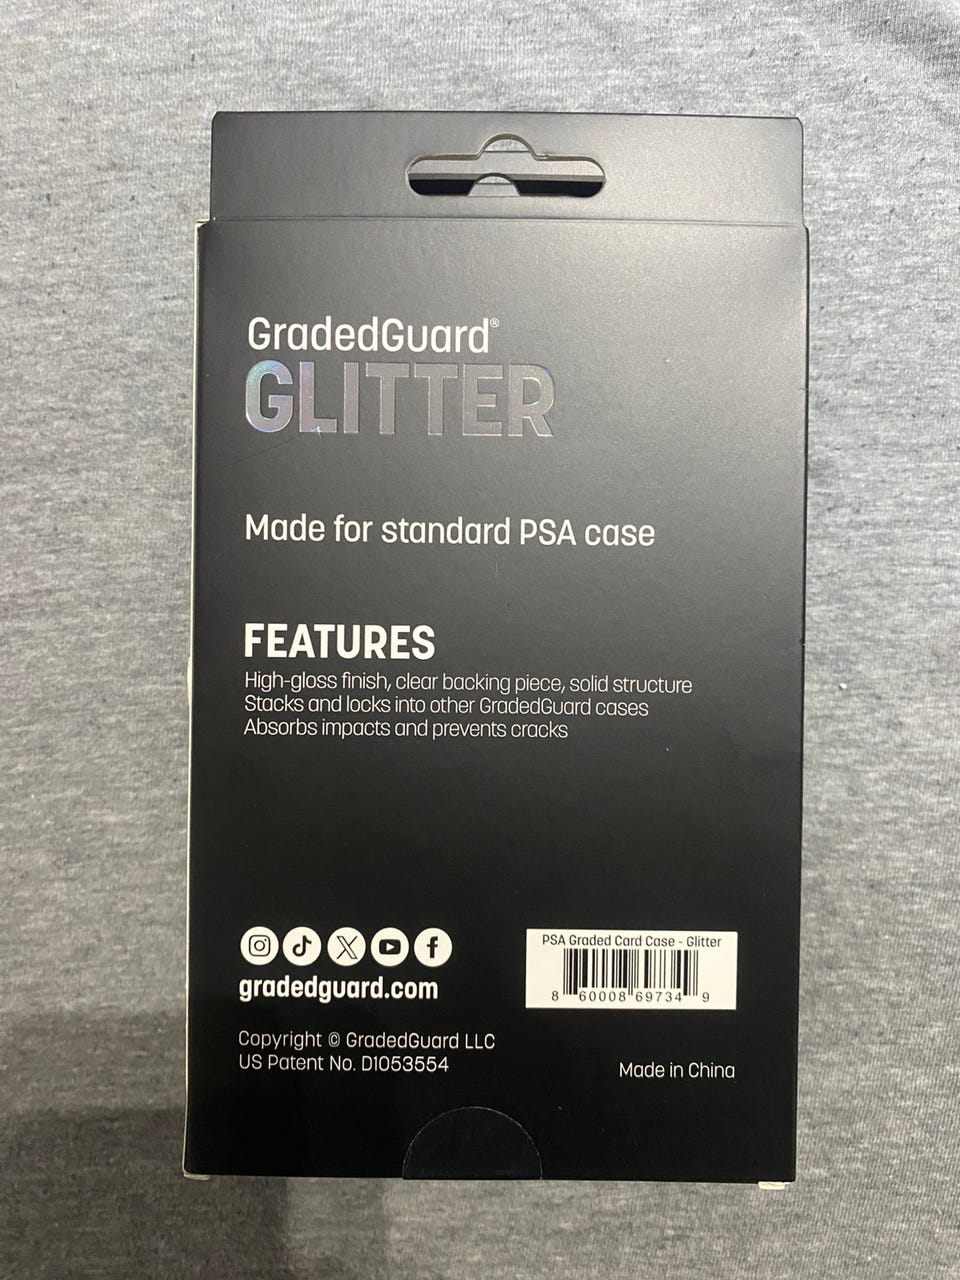 GradedGuard®
GLITTER
Made for standard PSA case
FEATURES
High-gloss finish, clear backing piece, solid structure
Stacks and locks into other GradedGuard cases
Absorbs impacts and prevents cracks
gradedguard.com
PSA Graded Card Case - Glitter
8 60008 69734 9
Copyright © GradedGuard LLC
US Patent No. D1053554
Made in China